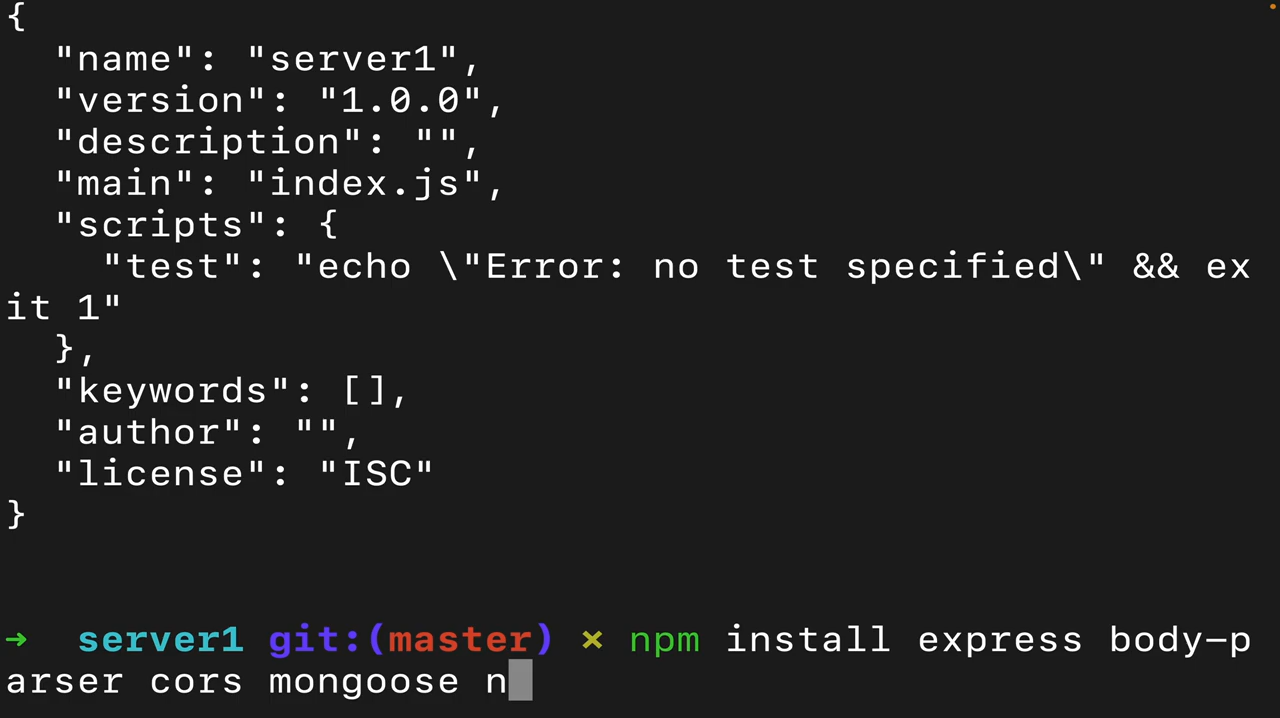 {
  "name": "server1",
  "version": "1.0.0",
  "description": "",
  "main": "index.js",
  "scripts": {
    "test": "echo \"Error: no test specified\" && ex
it 1"
  },
  "keywords": [],
  "author": "",
  "license": "ISC"
}
→  server1 git:(master) × npm install express body-p
arser cors mongoose n